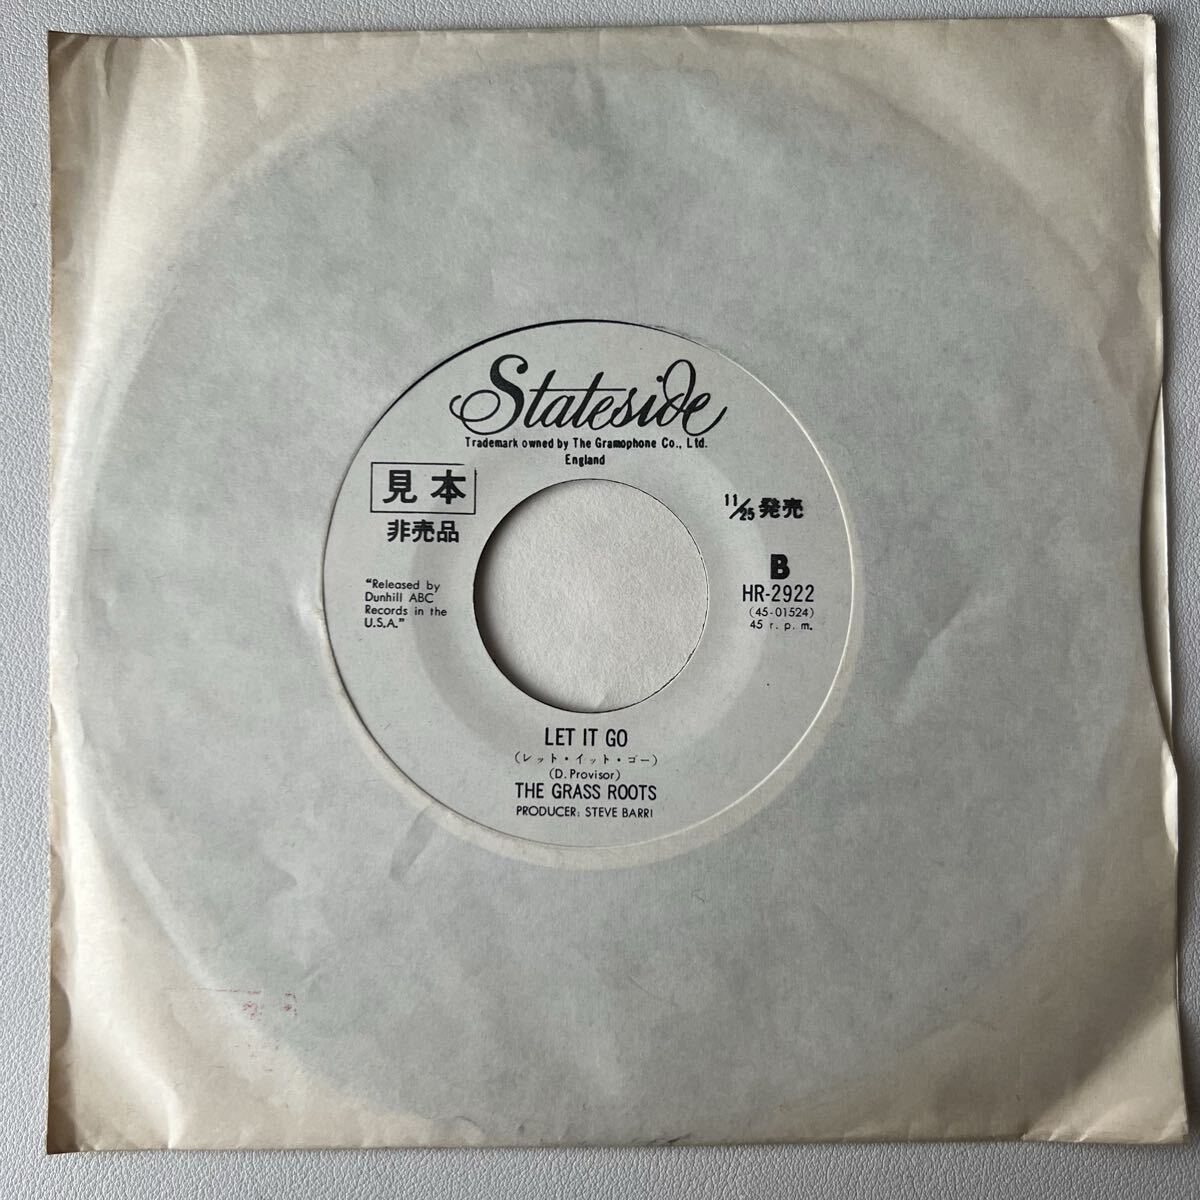 Stateside
Trademark owned by The Gramophone Co., Ltd.
England
見本
非売品
11/25発売
"Released by
Dunhill ABC
Records in the
U.S.A."
B
HR-2922
(45-01524)
45 r. p. m.
LET IT GO
(レット・イット・ゴー)
(D. Provisor)
THE GRASS ROOTS
PRODUCER: STEVE BARRI